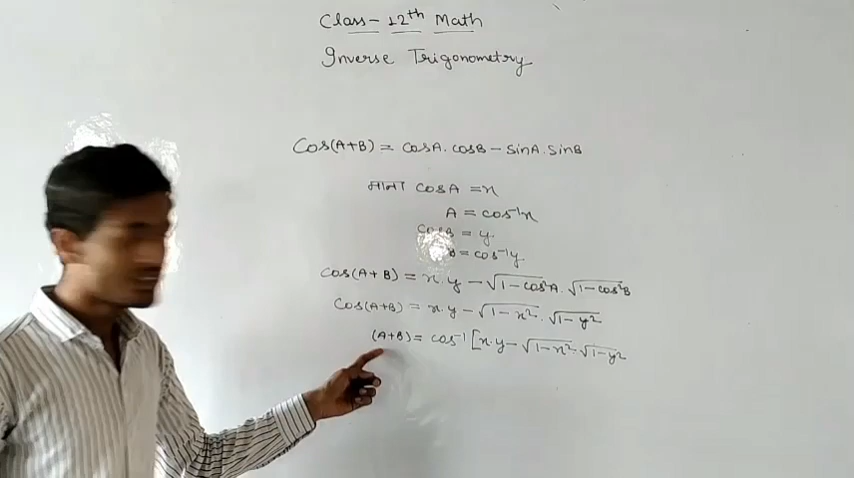 Class- 12th Math
Inverse Trigonometry
Cos(A+B) = cosA. cosB - sinA. sinB
माना cosA = x
A = cos⁻¹x
cosB = y
B = cos⁻¹y
cos(A+B) = x.y - √1-cos²A. √1-cos²B
cos(A+B) = x.y - √1-x². √1-y²
(A+B) = cos⁻¹[x.y - √1-x². √1-y²